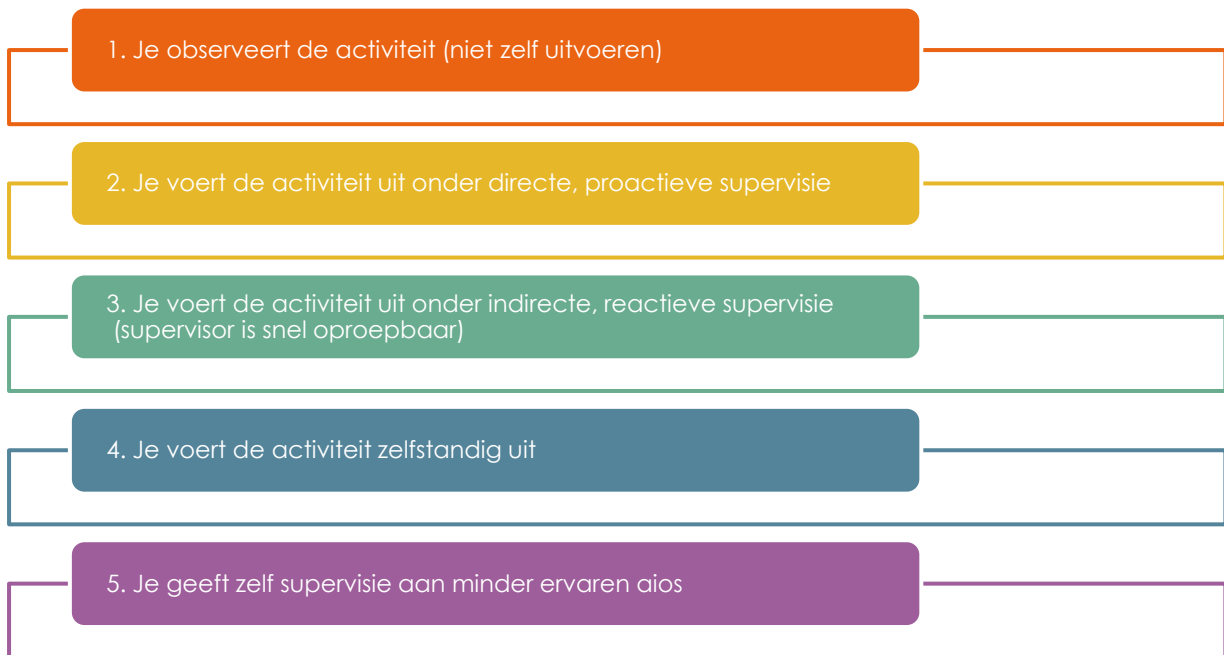 1. Je observeert de activiteit (niet zelf uitvoeren)
2. Je voert de activiteit uit onder directe, proactieve supervisie
3. Je voert de activiteit uit onder indirecte, reactieve supervisie
(supervisor is snel oproepbaar)
4. Je voert de activiteit zelfstandig uit
5. Je geeft zelf supervisie aan minder ervaren aios